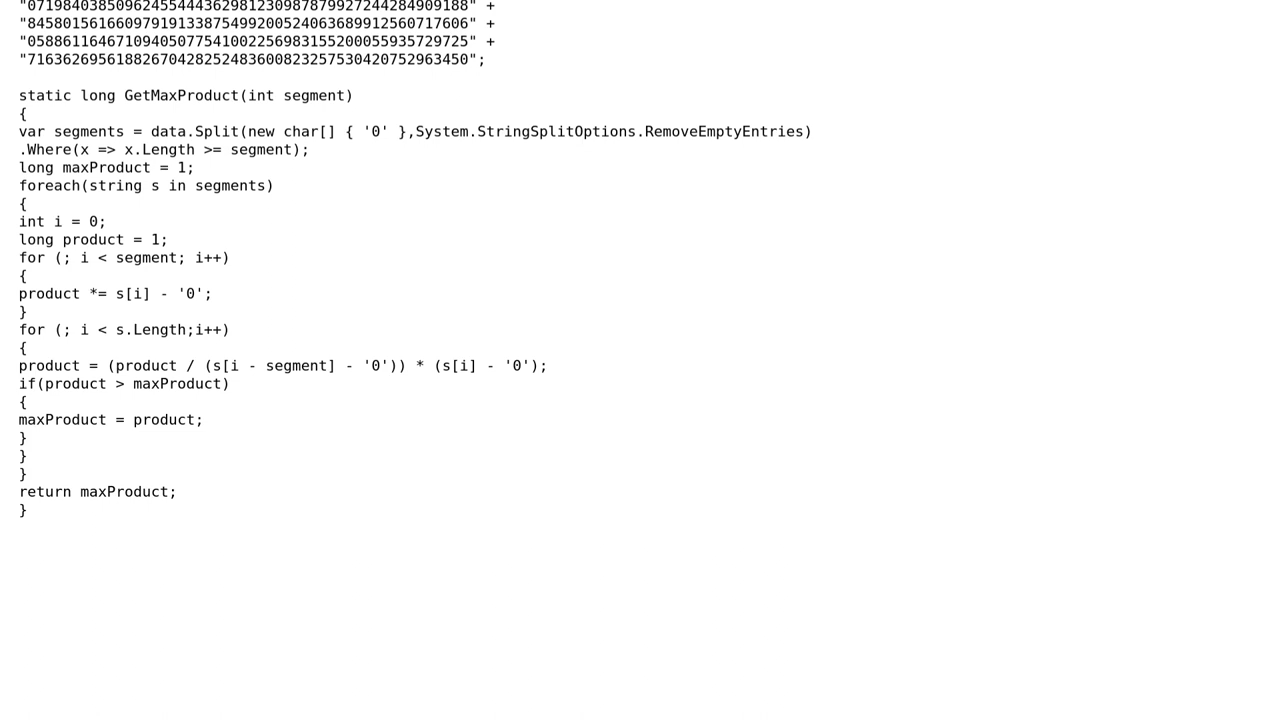 "07198403850962455444362981230987879927244284909188" +
"84580156166097919133875499200524063689912560717606" +
"05886116467109405077541002256983155200055935729725" +
"71636269561882670428252483600823257530420752963450";
static long GetMaxProduct(int segment)
{
var segments = data.Split(new char[] { '0' },System.StringSplitOptions.RemoveEmptyEntries)
.Where(x => x.Length >= segment);
long maxProduct = 1;
foreach(string s in segments)
{
int i = 0;
long product = 1;
for (; i < segment; i++)
{
product *= s[i] - '0';
}
for (; i < s.Length;i++)
{
product = (product / (s[i - segment] - '0')) * (s[i] - '0');
if(product > maxProduct)
{
maxProduct = product;
}
}
}
return maxProduct;
}